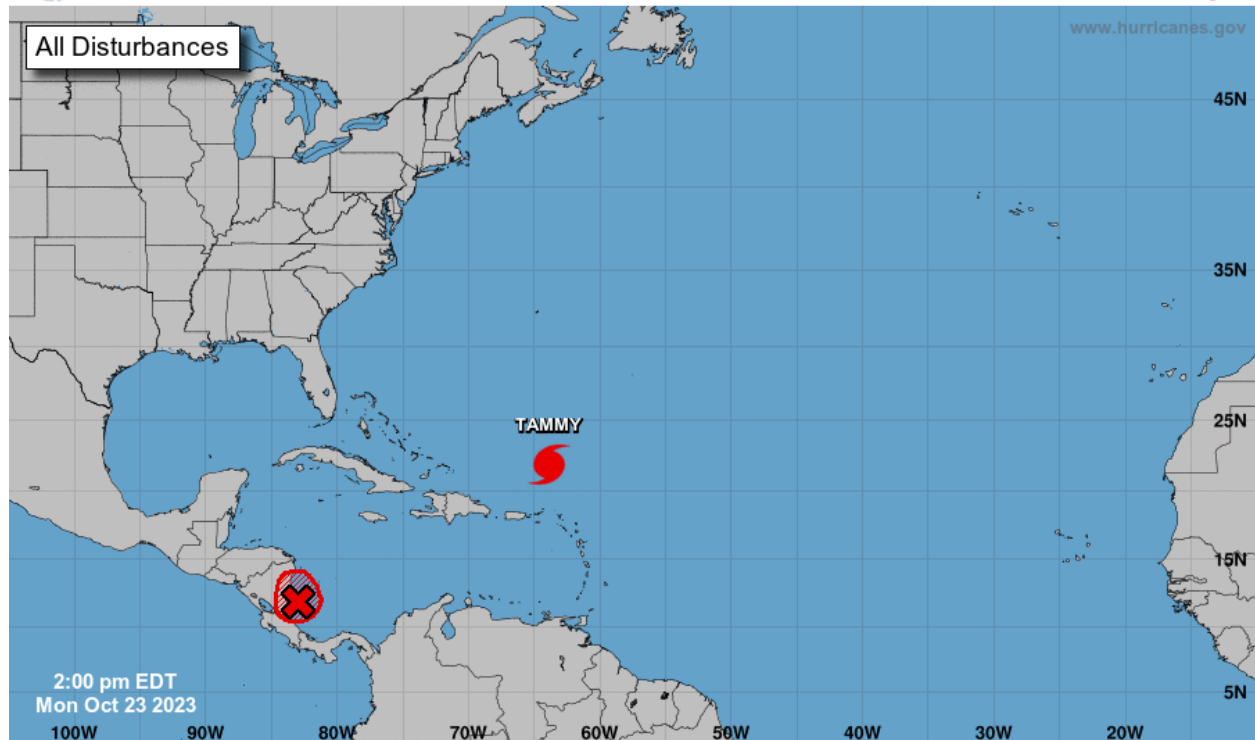 www.hurricanes.gov
All Disturbances
45N
35N
TAMMY
25N
15N
2:00 pm EDT
Mon Oct 23 2023
5N
100W 90W 80W 70W 60W 50W 40W 30W 20W